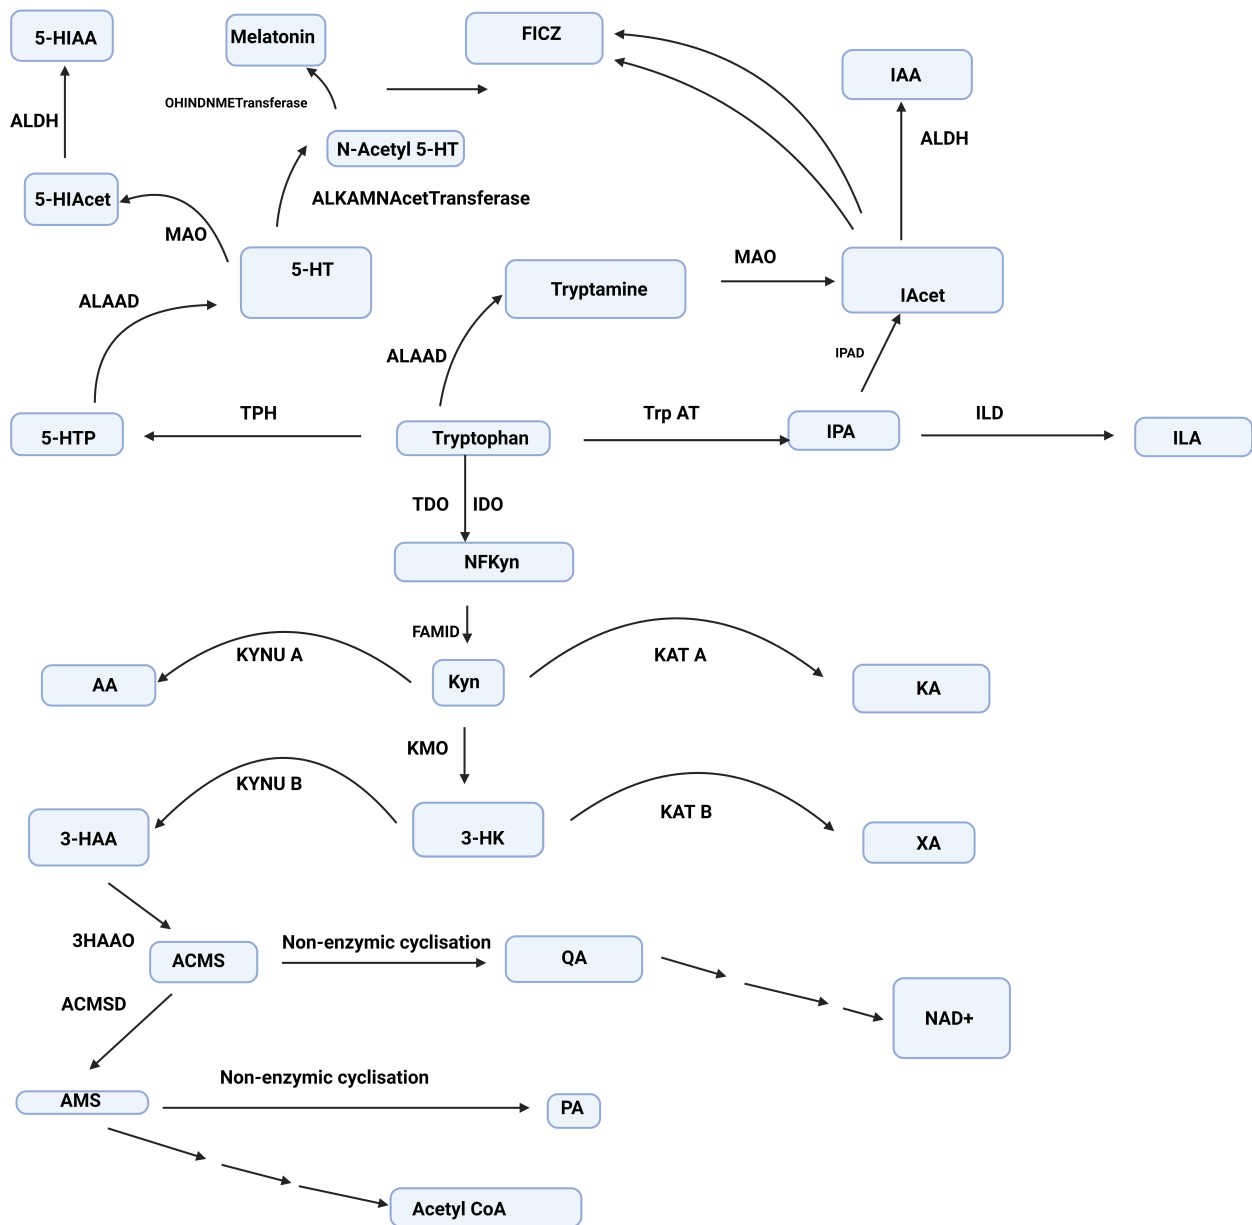 5-HIAA
Melatonin
FICZ
IAA
OHINDNMETransferase
ALDH
ALDH
N-Acetyl 5-HT
5-HIAcet
ALKAMNAcetTransferase
MAO
MAO
5-HT
Tryptamine
IAcet
ALAAD
ALAAD
IPAD
TPH
Trp AT
ILD
5-HTP
Tryptophan
IPA
ILA
TDO
IDO
NFKyn
FAMID
KYNU A
KAT A
AA
Kyn
KA
KMO
KYNU B
KAT B
3-HAA
3-HK
XA
3HAAO
Non-enzymic cyclisation
ACMS
QA
ACMSD
NAD+
Non-enzymic cyclisation
AMS
PA
Acetyl CoA